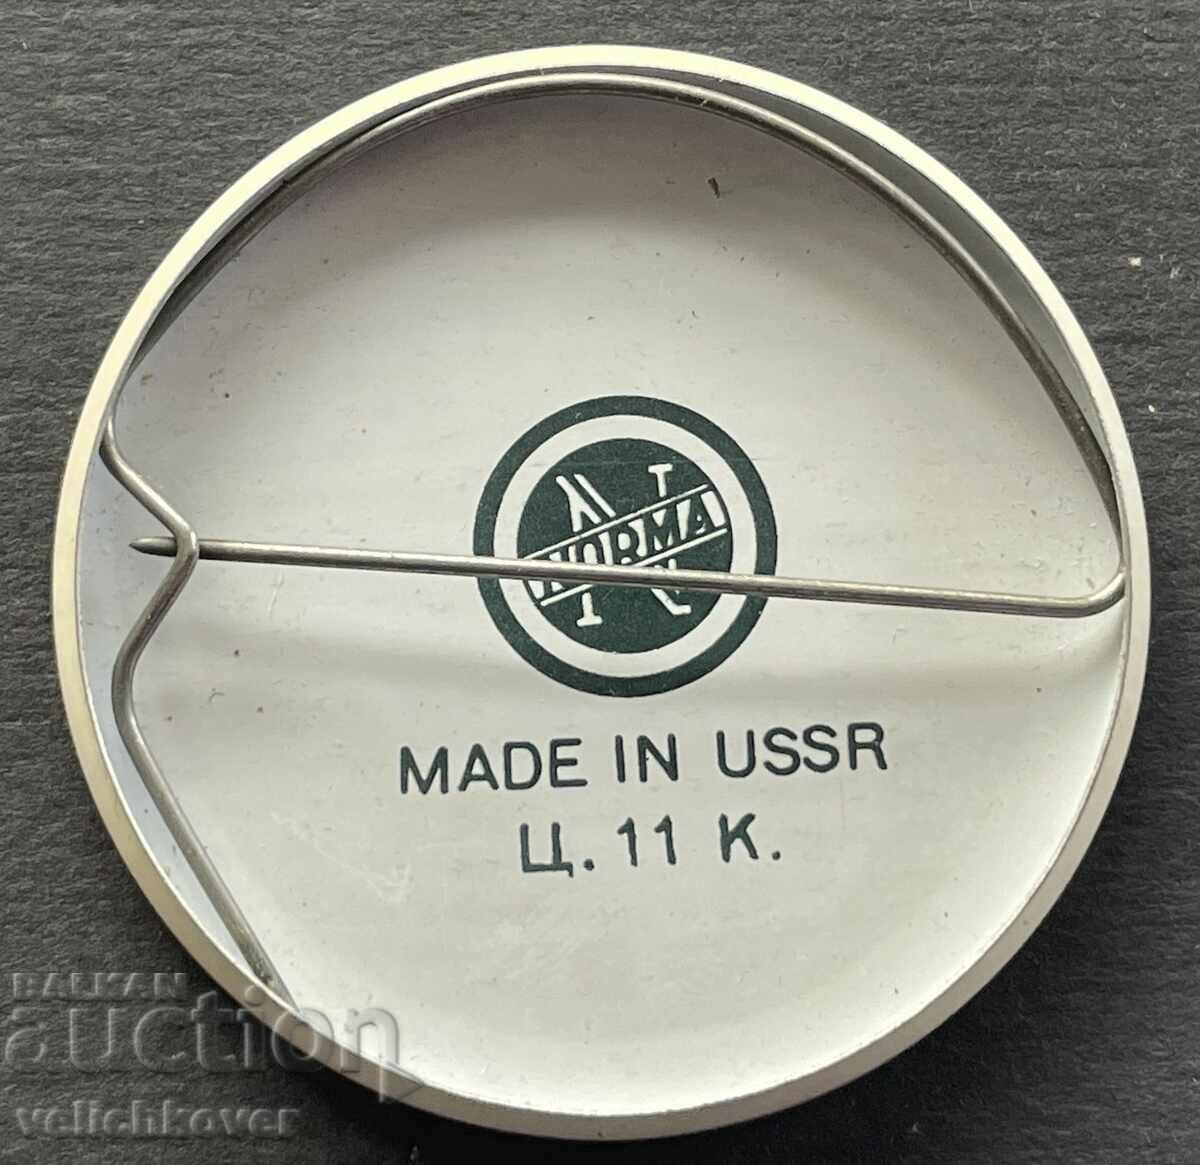 N
NORMA
MADE IN USSR
Ц. 11 К.
BALKAN
auction
velichkover